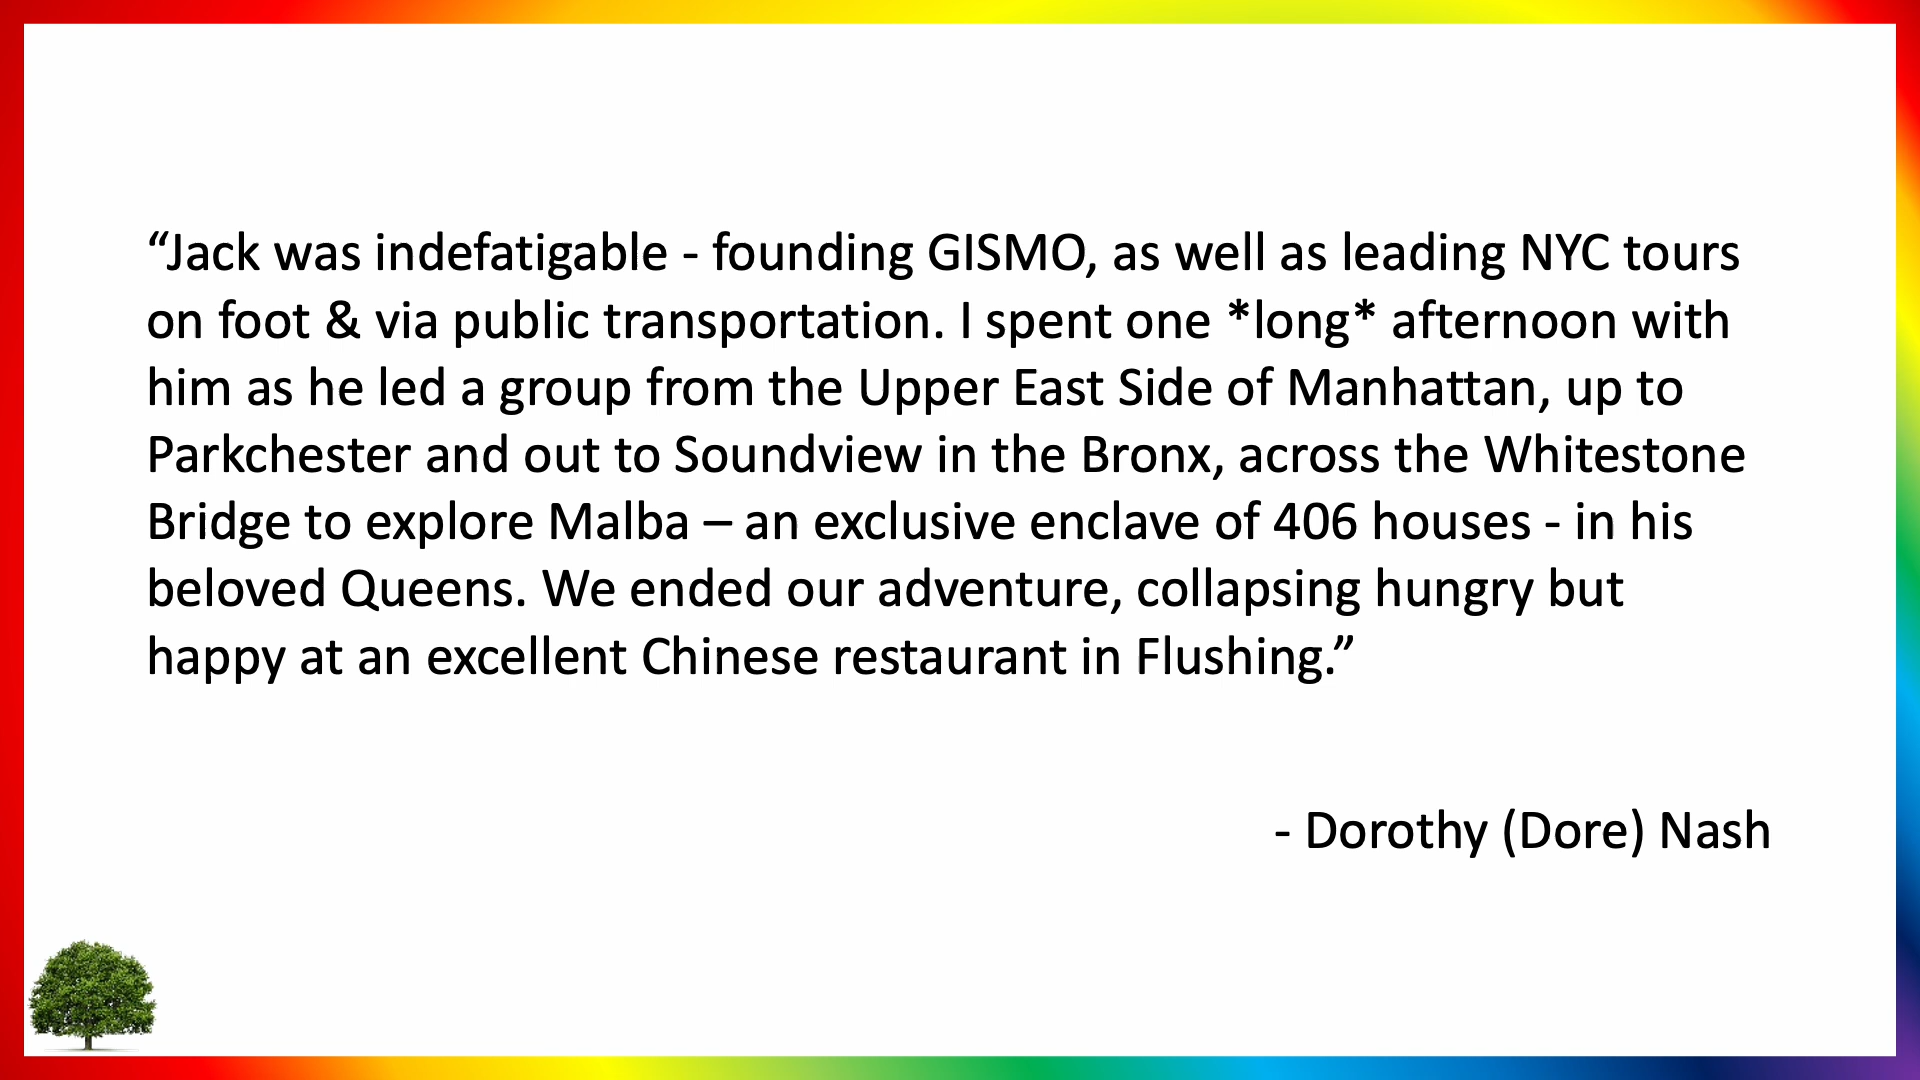 “Jack was indefatigable - founding GISMO, as well as leading NYC tours
on foot & via public transportation. I spent one *long* afternoon with
him as he led a group from the Upper East Side of Manhattan, up to
Parkchester and out to Soundview in the Bronx, across the Whitestone
Bridge to explore Malba – an exclusive enclave of 406 houses - in his
beloved Queens. We ended our adventure, collapsing hungry but
happy at an excellent Chinese restaurant in Flushing.”
- Dorothy (Dore) Nash